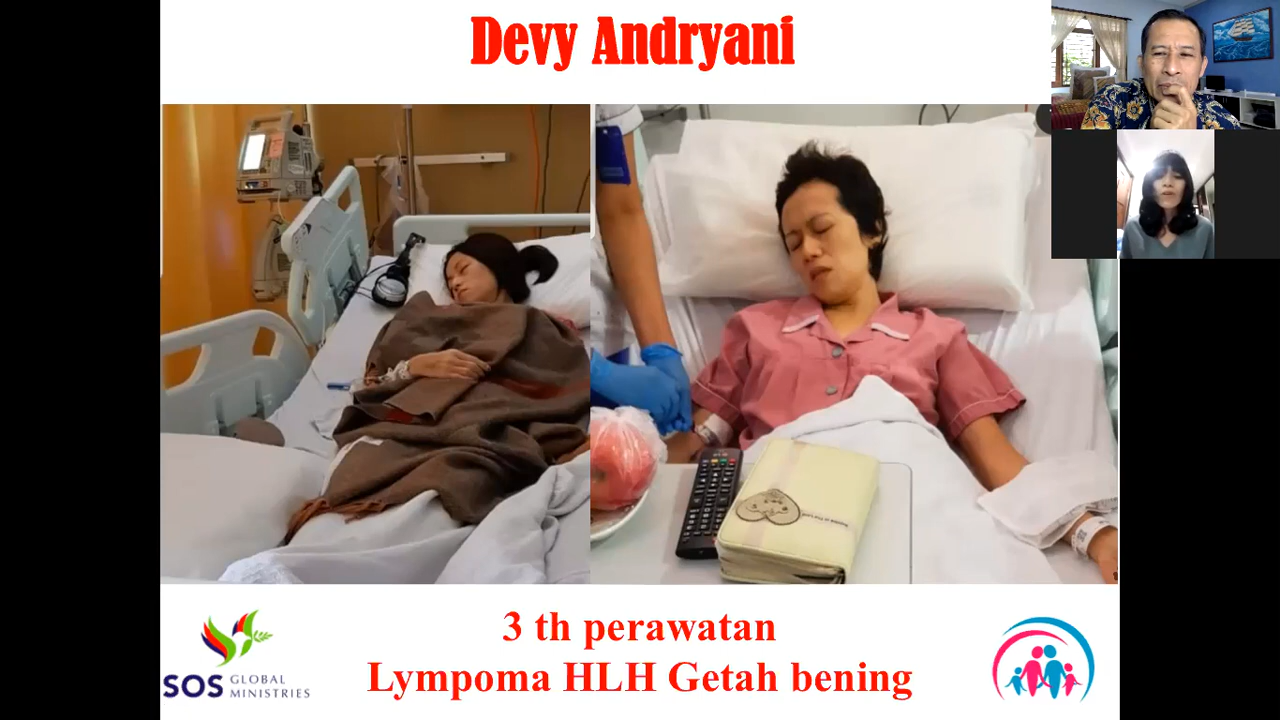 Devy Andryani
3 th perawatan
Lympoma HLH Getah bening
SOS GLOBAL
MINISTRIES